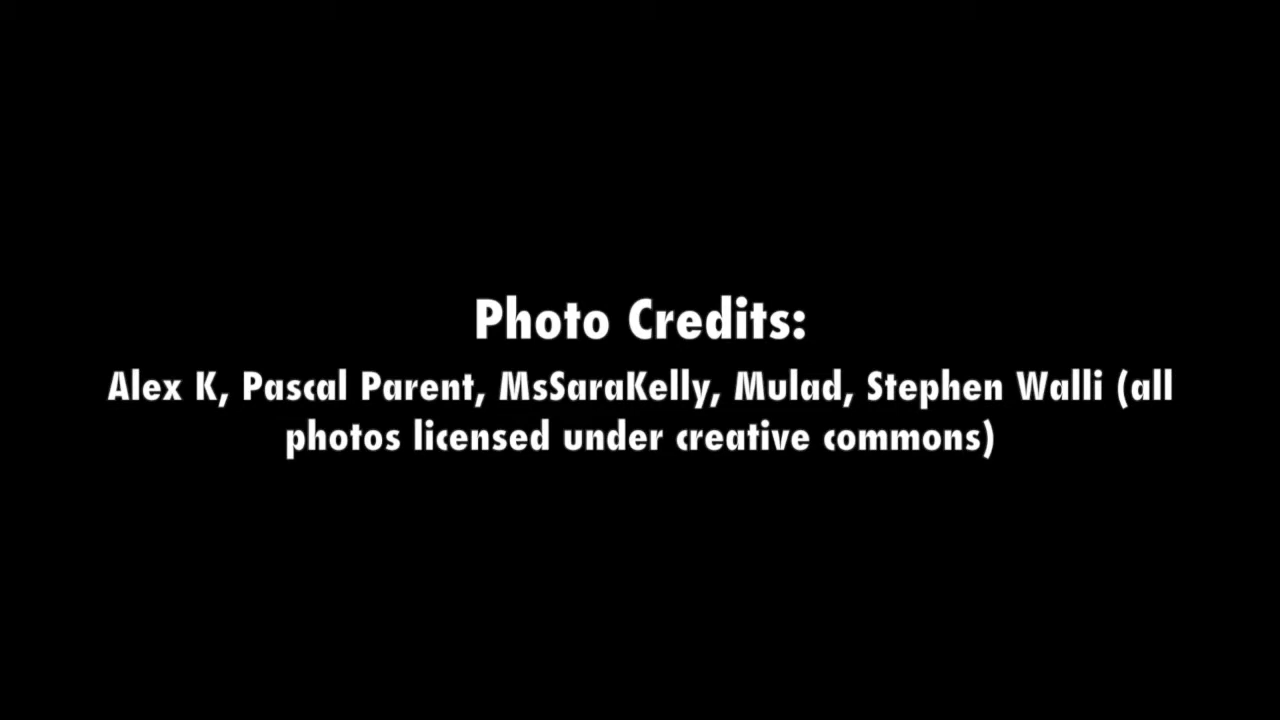 Photo Credits:
Alex K, Pascal Parent, MsSaraKelly, Mulad, Stephen Walli (all
photos licensed under creative commons)